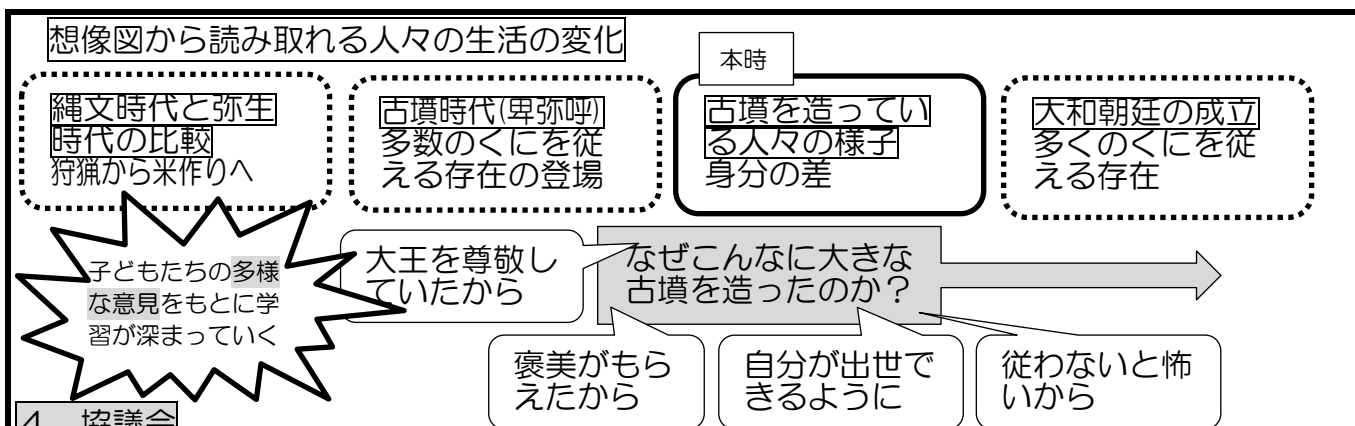 想像図から読み取れる人々の生活の変化
本時
縄文時代と弥生
時代の比較
狩猟から米作りへ
古墳時代(卑弥呼)
多数のくにを従
える存在の登場
古墳を造ってい
る人々の様子
身分の差
大和朝廷の成立
多くのくにを従
える存在
子どもたちの多様
な意見をもとに学
習が深まっていく
大王を尊敬し
ていたから
なぜこんなに大きな
古墳を造ったのか？
褒美がもら
えたから
自分が出世で
きるように
従わないと怖
いから
４　協議会